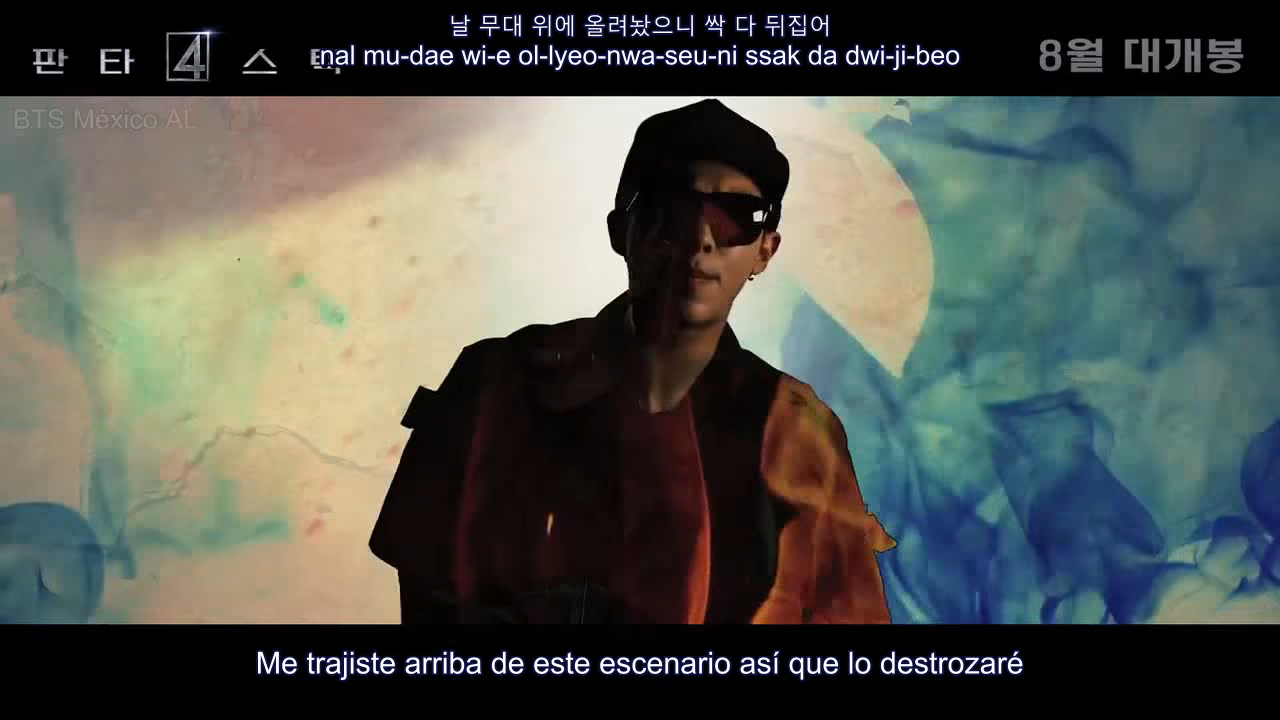 날 무대 위에 올려놨으니 싹 다 뒤집어
nal mu-dae wi-e ol-lyeo-nwa-seu-ni ssak da dwi-ji-beo
판 타 4 스 틱
8월 대개봉
BTS México AL
Me trajiste arriba de este escenario así que lo destrozaré